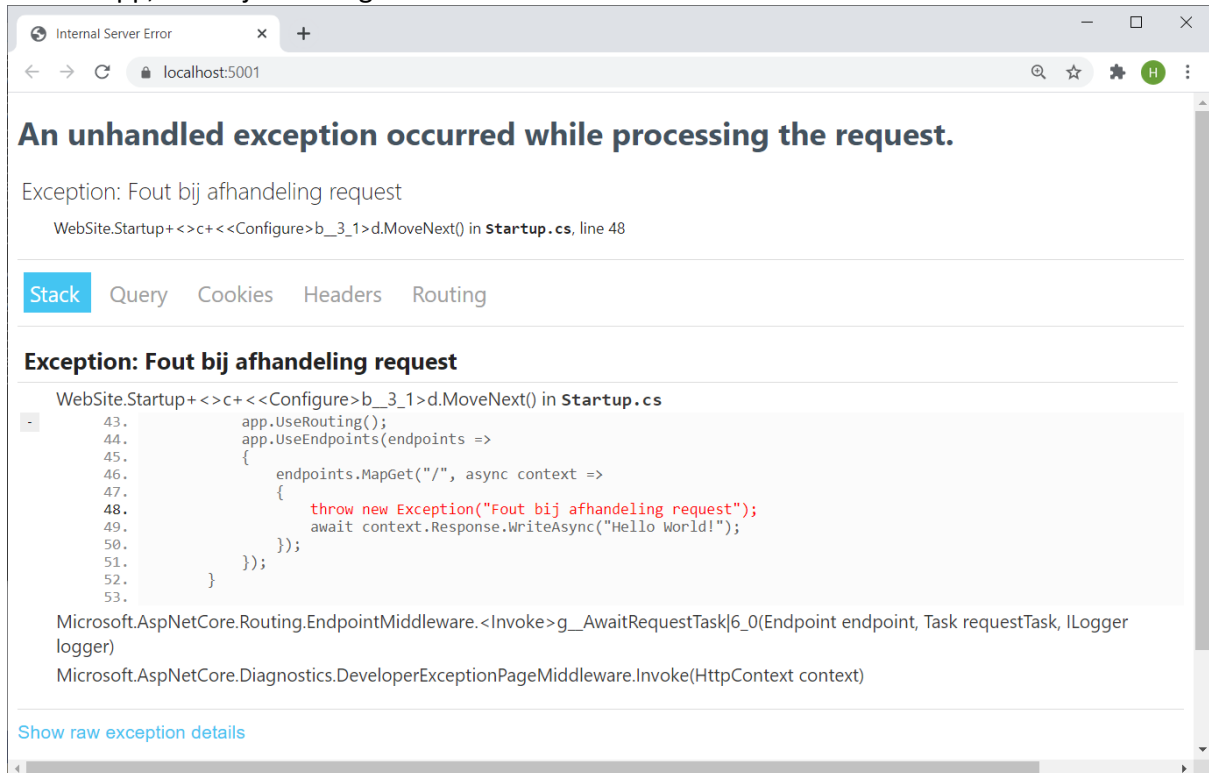 Internal Server Error
localhost:5001
H
An unhandled exception occurred while processing the request.
Exception: Fout bij afhandeling request
WebSite.Startup+<>c+<<Configure>b__3_1>d.MoveNext() in Startup.cs, line 48
Stack Query Cookies Headers Routing
Exception: Fout bij afhandeling request
WebSite.Startup+<>c+<<Configure>b__3_1>d.MoveNext() in Startup.cs
43. app.UseRouting();
44. app.UseEndpoints(endpoints =>
45. {
46. endpoints.MapGet("/", async context =>
47. {
48. throw new Exception("Fout bij afhandeling request");
49. await context.Response.WriteAsync("Hello World!");
50. });
51. });
52. }
53.
Microsoft.AspNetCore.Routing.EndpointMiddleware.<Invoke>g__AwaitRequestTask|6_0(Endpoint endpoint, Task requestTask, ILogger
logger)
Microsoft.AspNetCore.Diagnostics.DeveloperExceptionPageMiddleware.Invoke(HttpContext context)
Show raw exception details